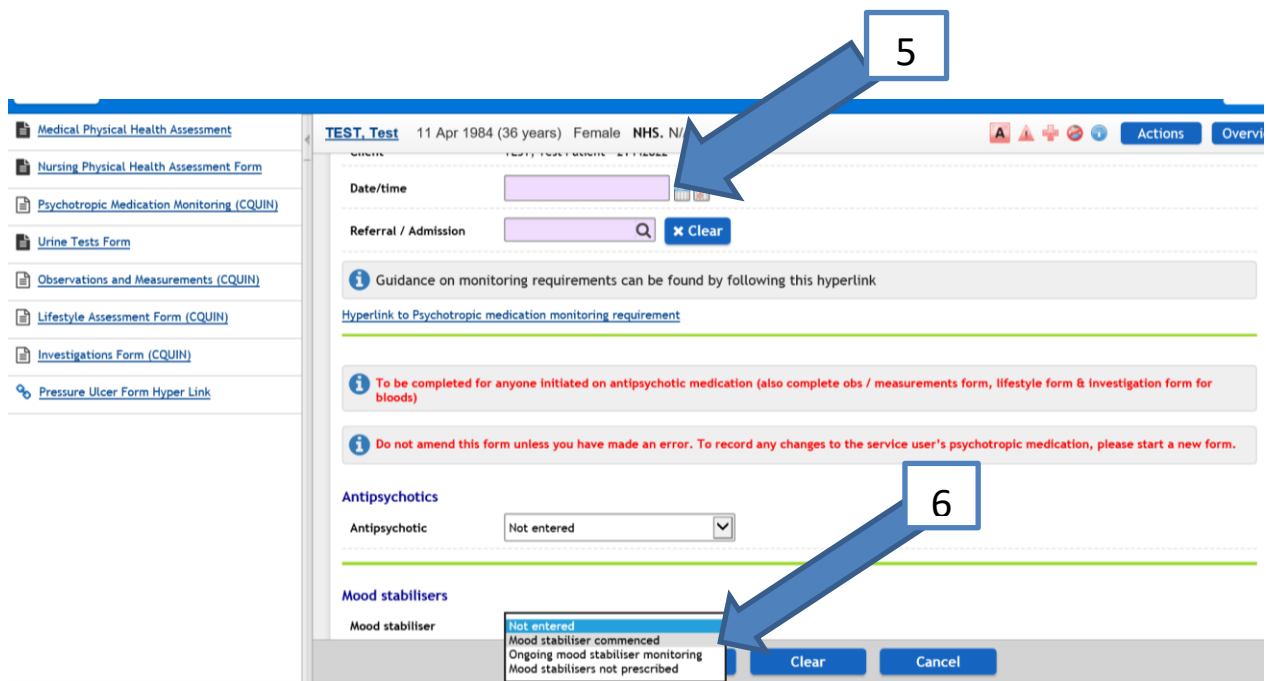 5
Medical Physical Health Assessment
Nursing Physical Health Assessment Form
Psychotropic Medication Monitoring (CQUIN)
Urine Tests Form
Observations and Measurements (CQUIN)
Lifestyle Assessment Form (CQUIN)
Investigations Form (CQUIN)
Pressure Ulcer Form Hyper Link
TEST, Test 11 Apr 1984 (36 years) Female NHS. N/
A Actions Overvi
Client
Date/time
Referral / Admission Clear
Guidance on monitoring requirements can be found by following this hyperlink
Hyperlink to Psychotropic medication monitoring requirement
To be completed for anyone initiated on antipsychotic medication (also complete obs / measurements form, lifestyle form & investigation form for
bloods)
Do not amend this form unless you have made an error. To record any changes to the service user's psychotropic medication, please start a new form.
6
Antipsychotics
Antipsychotic Not entered
Mood stabilisers
Mood stabiliser Not entered
Mood stabiliser commenced
Ongoing mood stabiliser monitoring
Mood stabilisers not prescribed
Clear Cancel